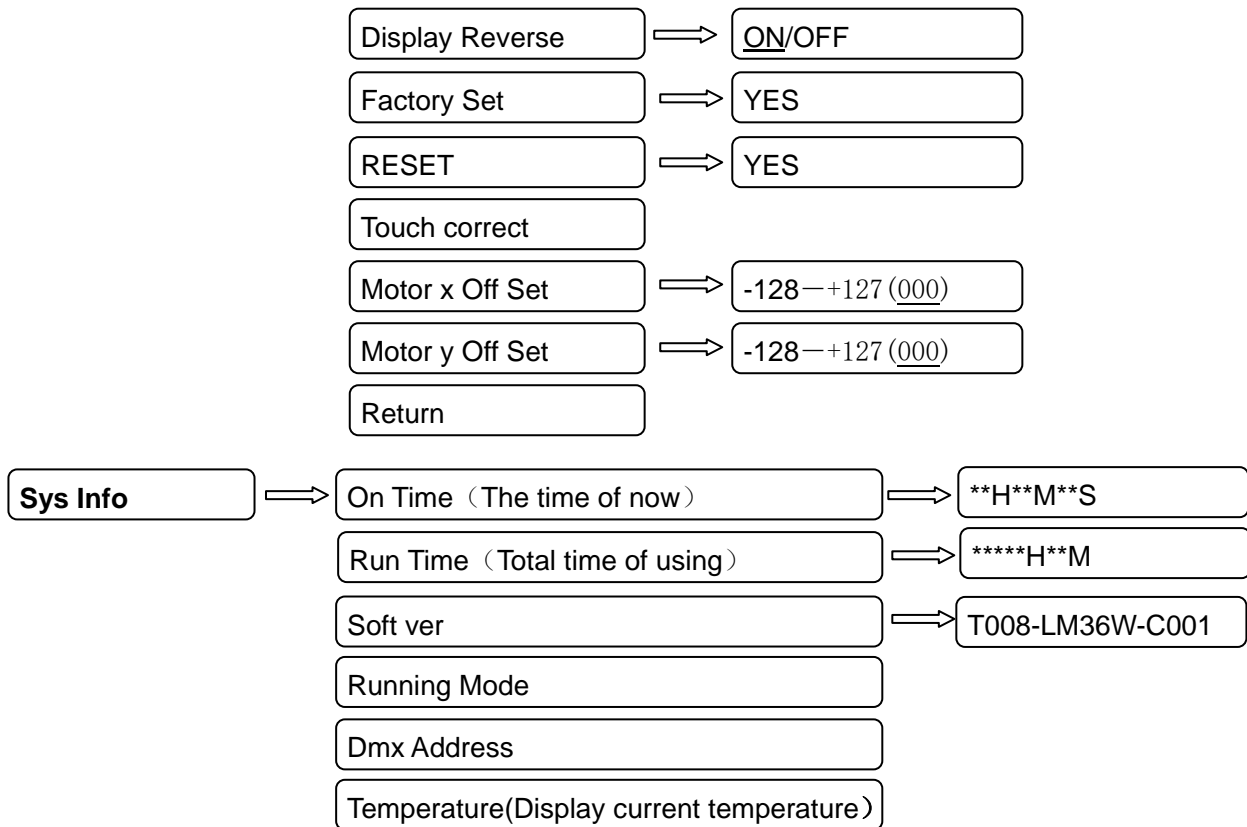 Display Reverse ON/OFF
Factory Set YES
RESET YES
Touch correct
Motor x Off Set -128—+127(000)
Motor y Off Set -128—+127(000)
Return
Sys Info On Time（The time of now） **H**M**S
Run Time（Total time of using） *****H**M
Soft ver T008-LM36W-C001
Running Mode
Dmx Address
Temperature(Display current temperature）